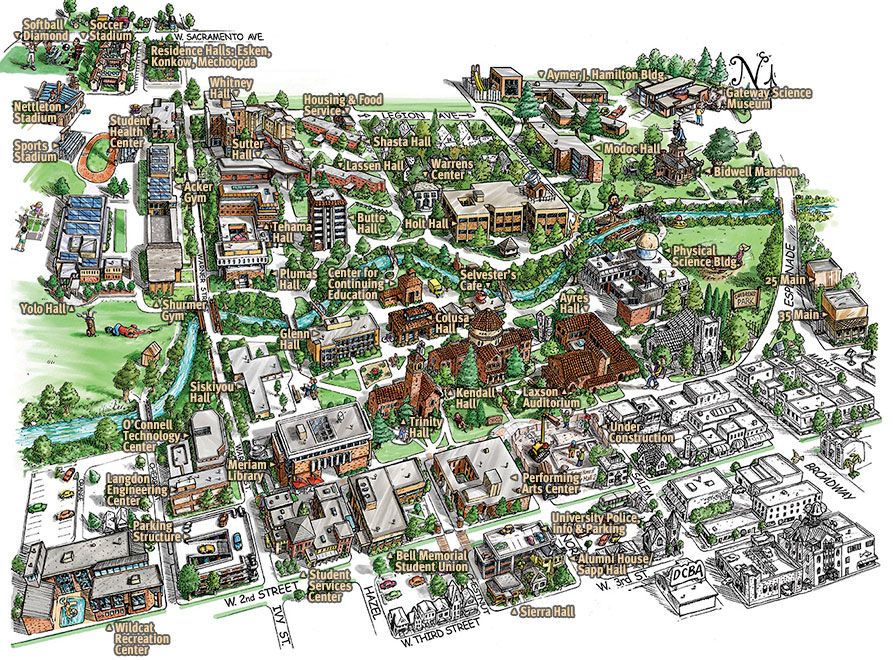 Softball
Diamond
Soccer
Stadium
W. SACRAMENTO AVE.
Residence Halls: Esken,
Konkow, Mechoopda
Nettleton
Stadium
Sports
Stadium
Student
Health
Center
Whitney
Hall
Housing & Food
Service
LEGION AVE
Aymer J. Hamilton Bldg.
N
Gateway Science
Museum
Sutter
Hall
Shasta Hall
Lassen Hall
Warrens
Center
Modoc Hall
Bidwell Mansion
Acker
Gym
Tehama
Hall
Butte
Hall
Holt Hall
Physical
Science Bldg.
ESPLANADE
Yolo Hall
Shurmer
Gym
WARNER ST.
Plumas
Hall
Center for
Continuing
Education
Selvester's
Cafe
Ayres
Hall
25 Main
35 Main
Glenn
Hall
Colusa
Hall
Siskiyou
Hall
Kendall
Hall
Laxson
Auditorium
Trinity
Hall
Under
Construction
O'Connell
Technology
Center
Meriam
Library
Langdon
Engineering
Center
Performing
Arts Center
SALEM
BROADWAY
Parking
Structure
University Police
Info & Parking
Bell Memorial
Student Union
Alumni House/
Sapp Hall
Student
Services
Center
W. 2nd STREET
IVY ST.
HAZEL
W. THIRD STREET
Sierra Hall
W. 3rd ST
DCBA
Wildcat
Recreation
Center